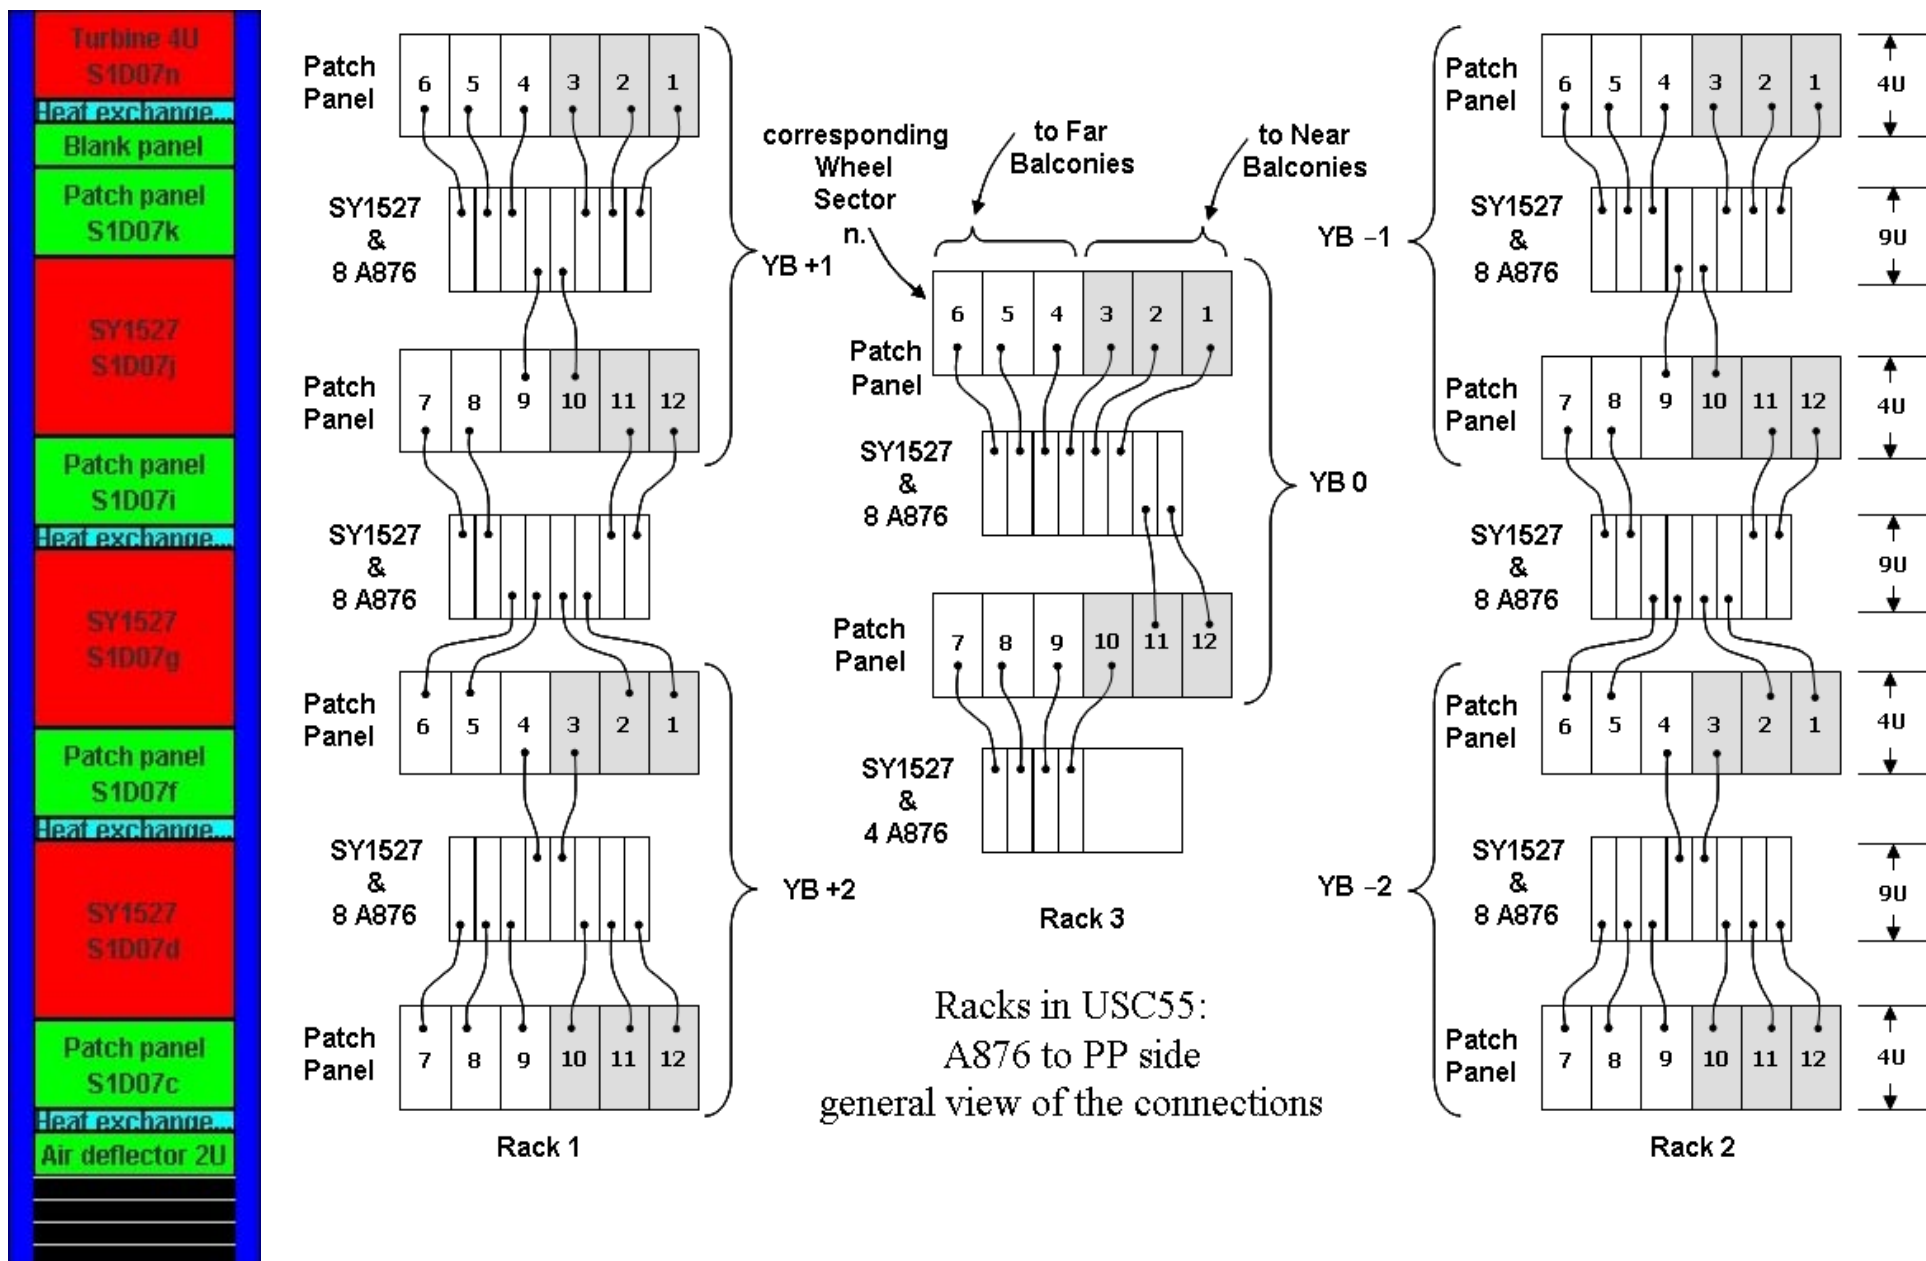 Turbine 4U
S1D07n
Heat exchange...
Blank panel
Patch panel
S1D07k
SY1527
S1D07j
Patch panel
S1D07i
Heat exchange...
SY1527
S1D07g
Patch panel
S1D07f
Heat exchange...
SY1527
S1D07d
Patch panel
S1D07c
Heat exchange...
Air deflector 2U
Patch
Panel
6 5 4 3 2 1
SY1527
&
8 A876
YB +1
Patch
Panel
7 8 9 10 11 12
SY1527
&
8 A876
Patch
Panel
6 5 4 3 2 1
SY1527
&
8 A876
YB +2
Patch
Panel
7 8 9 10 11 12
Rack 1
corresponding
Wheel
Sector
n.
to Far
Balconies
to Near
Balconies
6 5 4 3 2 1
Patch
Panel
SY1527
&
8 A876
YB 0
Patch
Panel
7 8 9 10 11 12
SY1527
&
4 A876
Rack 3
Racks in USC55:
A876 to PP side
general view of the connections
Patch
Panel
6 5 4 3 2 1
4U
YB −1
SY1527
&
8 A876
9U
Patch
Panel
7 8 9 10 11 12
4U
SY1527
&
8 A876
9U
Patch
Panel
6 5 4 3 2 1
4U
YB −2
SY1527
&
8 A876
9U
Patch
Panel
7 8 9 10 11 12
4U
Rack 2